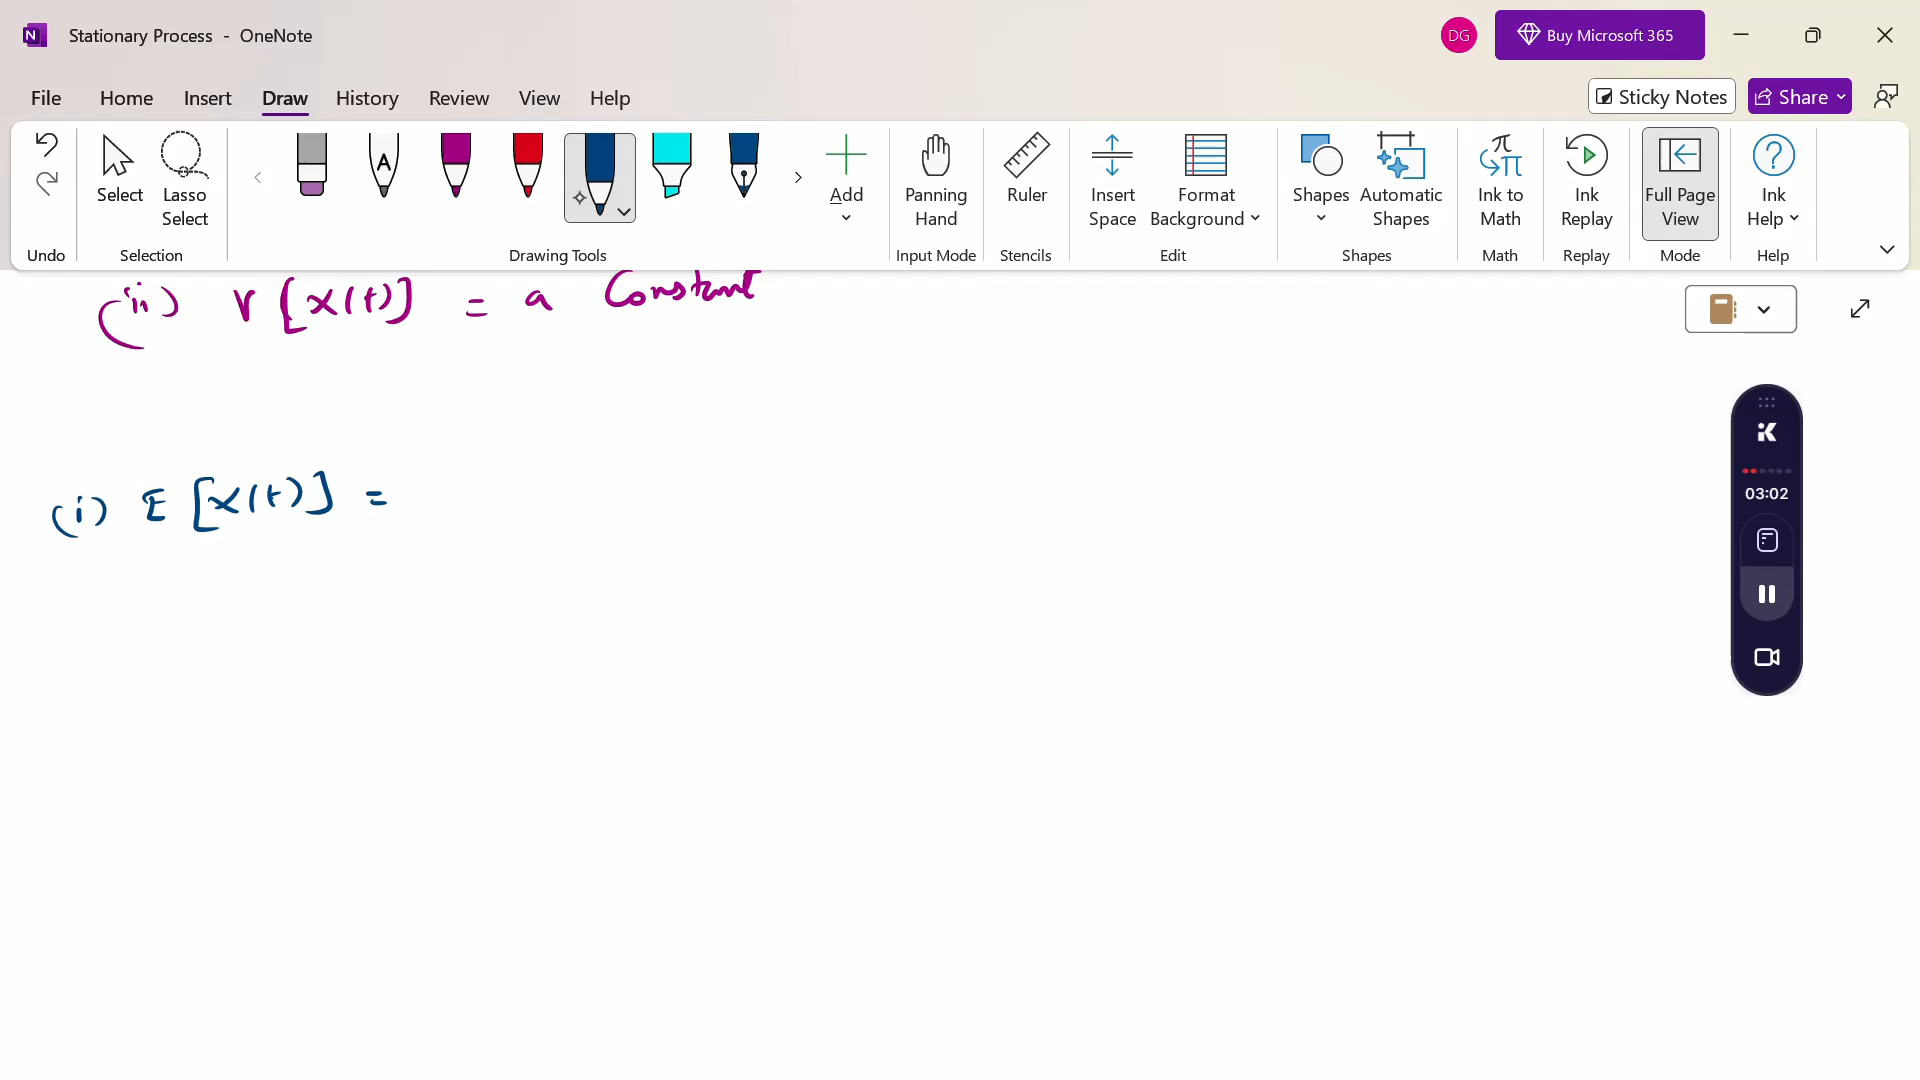 Stationary Process - OneNote
DG
Buy Microsoft 365
File Home Insert Draw History Review View Help
Sticky Notes
Share
Select
Lasso Select
A
Add
Panning Hand
Ruler
Insert Space
Format Background
Shapes
Automatic Shapes
Ink to Math
Ink Replay
Full Page View
Ink Help
Undo Selection Drawing Tools Input Mode Stencils Edit Shapes Math Replay Mode Help
(ii) V [X(t)] = a Constant
03:02
(i) E [X(t)] =